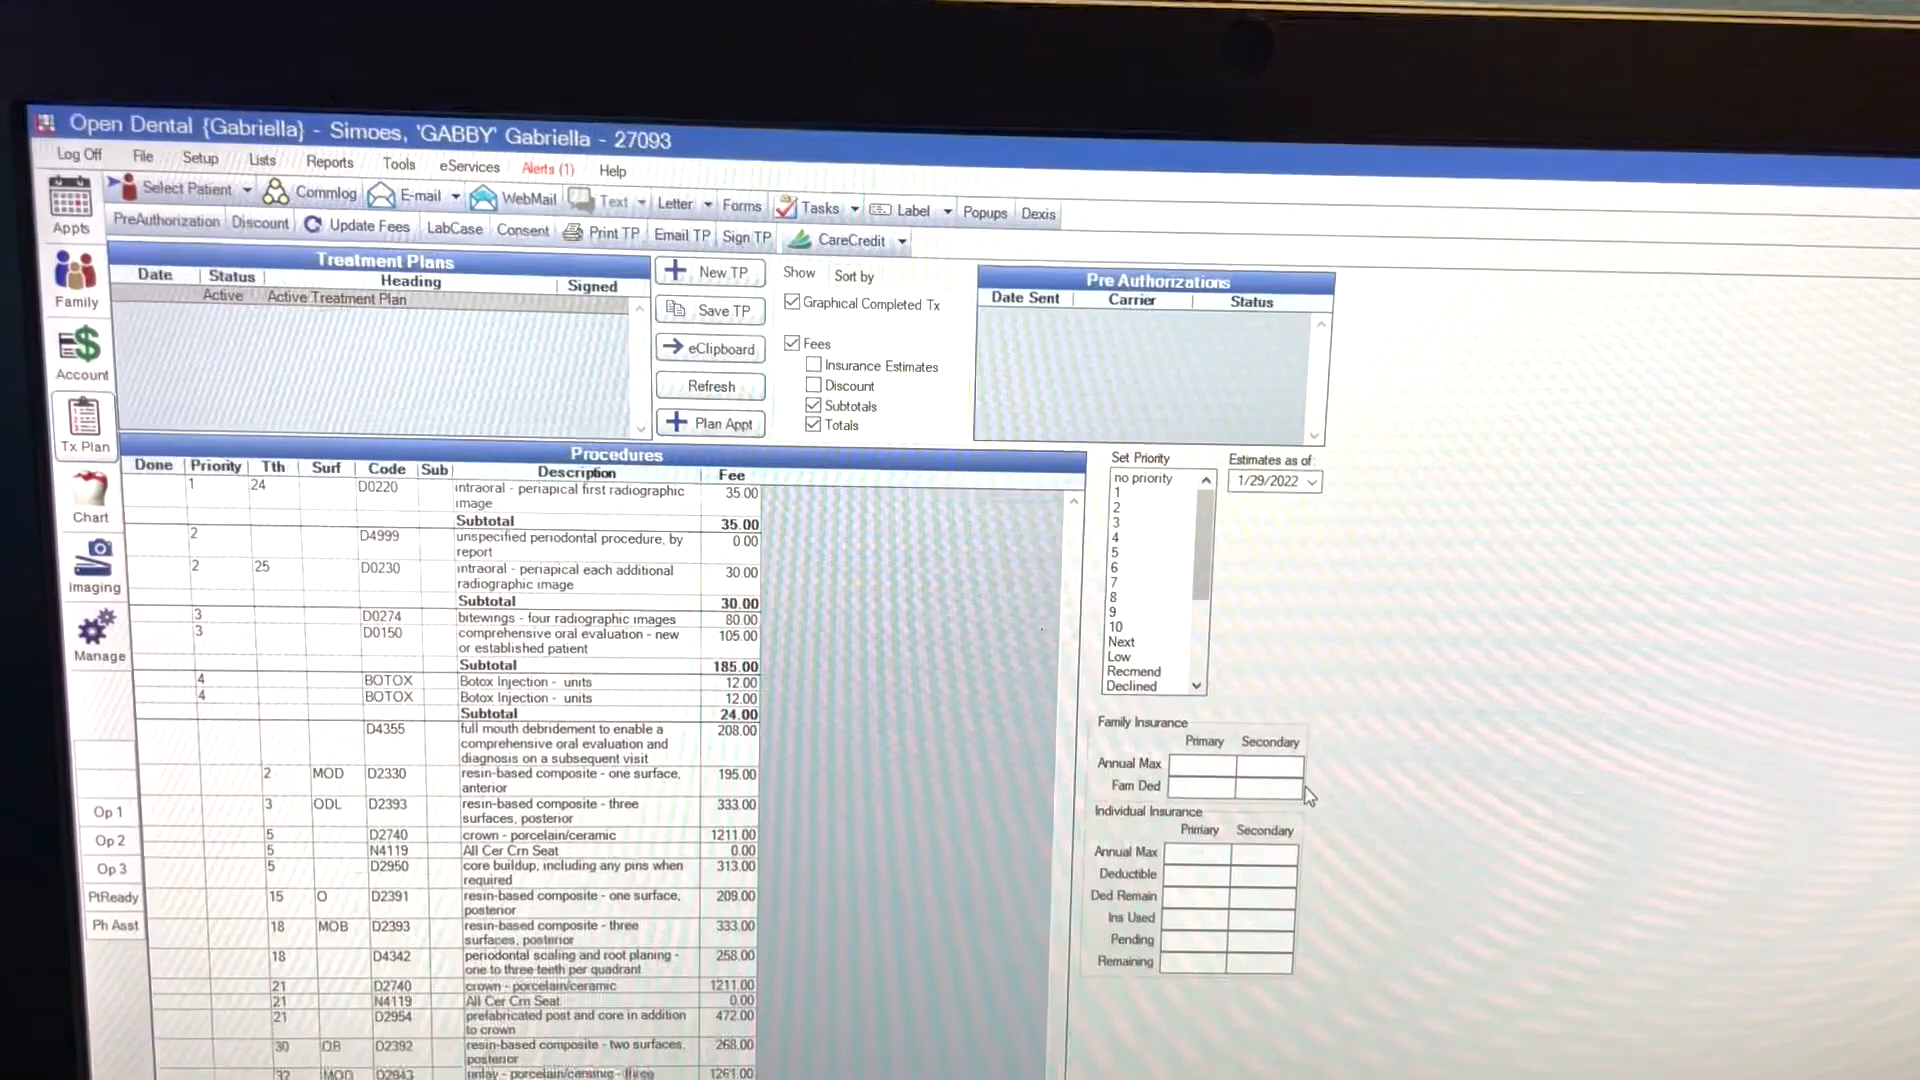 Open Dental {Gabriella} - Simoes, 'GABBY' Gabriella - 27093
Log Off File Setup Lists Reports Tools eServices Alerts (1) Help
Select Patient Commlog E-mail WebMail Text Letter Forms Tasks Label Popups Dexis
PreAuthorization Discount Update Fees LabCase Consent Print TP Email TP Sign TP CareCredit
Appts
Family
Account
Tx Plan
Chart
Imaging
Manage
Op 1
Op 2
Op 3
PtReady
Ph Asst
Treatment Plans
Date Status Heading Signed
Active Active Treatment Plan
New TP
Save TP
eClipboard
Refresh
Plan Appt
Show Sort by
Graphical Completed Tx
Fees
Insurance Estimates
Discount
Subtotals
Totals
Pre Authorizations
Date Sent Carrier Status
Procedures
Done Priority Tth Surf Code Sub Description Fee
1 24 D0220 intraoral - periapical first radiographic 35.00
image
Subtotal 35.00
2 D4999 unspecified periodontal procedure, by 0.00
report
2 25 D0230 intraoral - periapical each additional 30.00
radiographic image
Subtotal 30.00
3 D0274 bitewings - four radiographic images 80.00
3 D0150 comprehensive oral evaluation - new 105.00
or established patient
Subtotal 185.00
4 BOTOX Botox Injection - units 12.00
4 BOTOX Botox Injection - units 12.00
Subtotal 24.00
D4355 full mouth debridement to enable a 208.00
comprehensive oral evaluation and
diagnosis on a subsequent visit
2 MOD D2330 resin-based composite - one surface, 195.00
anterior
3 ODL D2393 resin-based composite - three 333.00
surfaces, posterior
5 D2740 crown - porcelain/ceramic 1211.00
5 N4119 All Cer Crn Seat 0.00
5 D2950 core buildup, including any pins when 313.00
required
15 O D2391 resin-based composite - one surface, 209.00
posterior
18 MOB D2393 resin-based composite - three 333.00
surfaces, posterior
18 D4342 periodontal scaling and root planing - 258.00
one to three teeth per quadrant
21 D2740 crown - porcelain/ceramic 1211.00
21 N4119 All Cer Crn Seat 0.00
21 D2954 prefabricated post and core in addition 472.00
to crown
30 OB D2392 resin-based composite - two surfaces, 268.00
posterior
MOD porcelain/ceramic - three 1261.00
Set Priority
no priority
1
2
3
4
5
6
7
8
9
10
Next
Low
Recmend
Declined
Estimates as of:
1/29/2022
Family Insurance
Primary Secondary
Annual Max
Fam Ded
Individual Insurance
Primary Secondary
Annual Max
Deductible
Ded Remain
Ins Used
Pending
Remaining